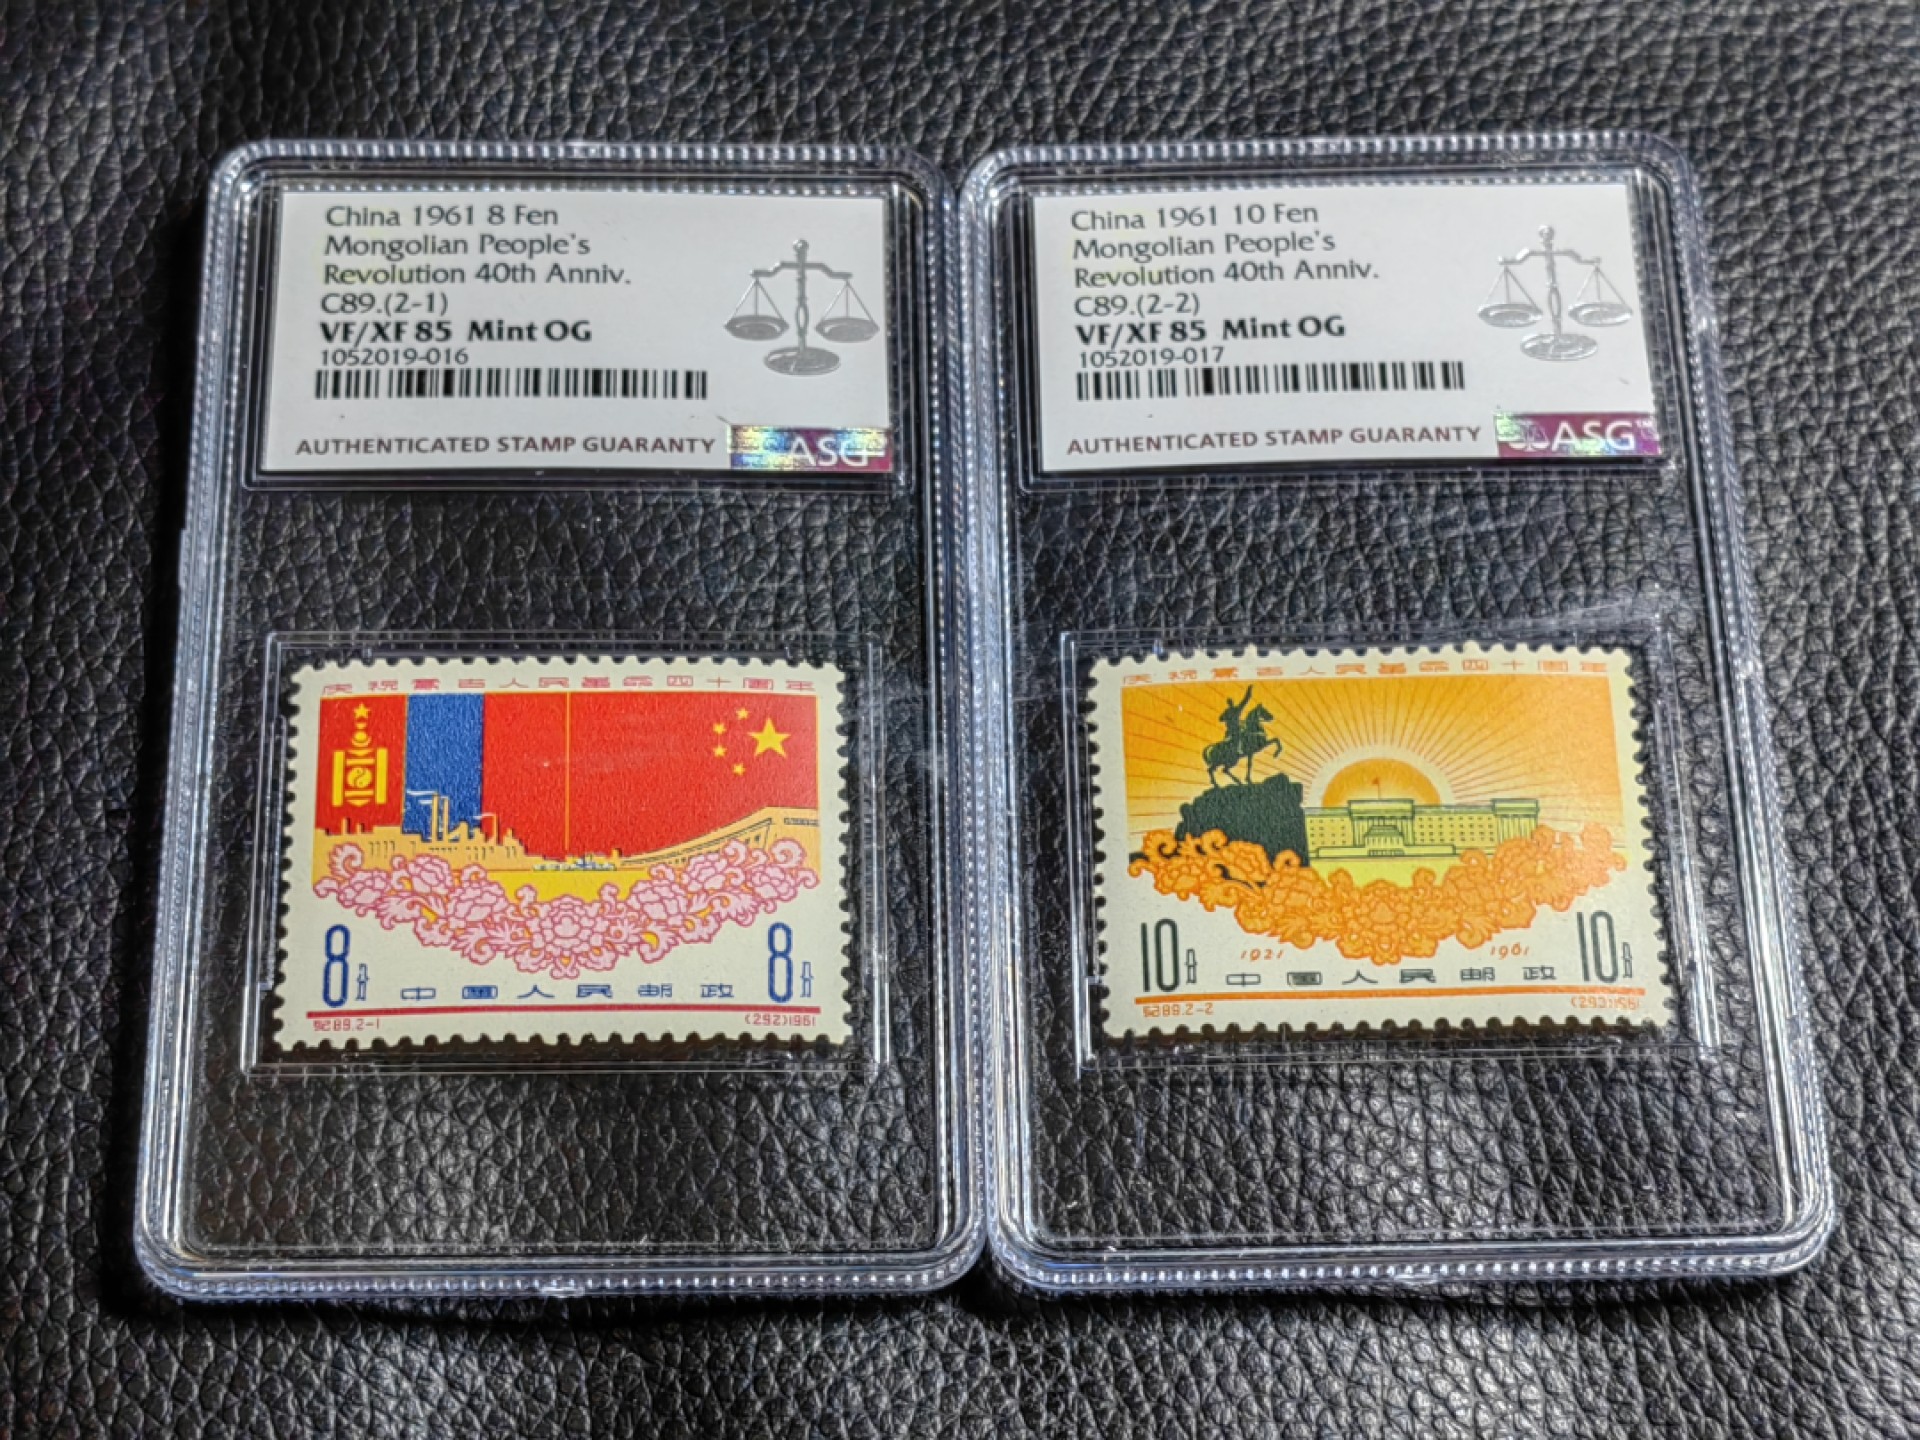 China 1961 8 Fen
Mongolian People's
Revolution 40th Anniv.
C89.(2-1)
VF/XF 85 Mint OG
1052019-016
AUTHENTICATED STAMP GUARANTY
ASG
庆祝蒙古人民革命四十周年
8分
8分
中国人民邮政
纪89.2-1
(292)1961
China 1961 10 Fen
Mongolian People's
Revolution 40th Anniv.
C89.(2-2)
VF/XF 85 Mint OG
1052019-017
AUTHENTICATED STAMP GUARANTY
ASG™
庆祝蒙古人民革命四十周年
10分
1921
1961
10分
中国人民邮政
纪89.2-2
(293)1961